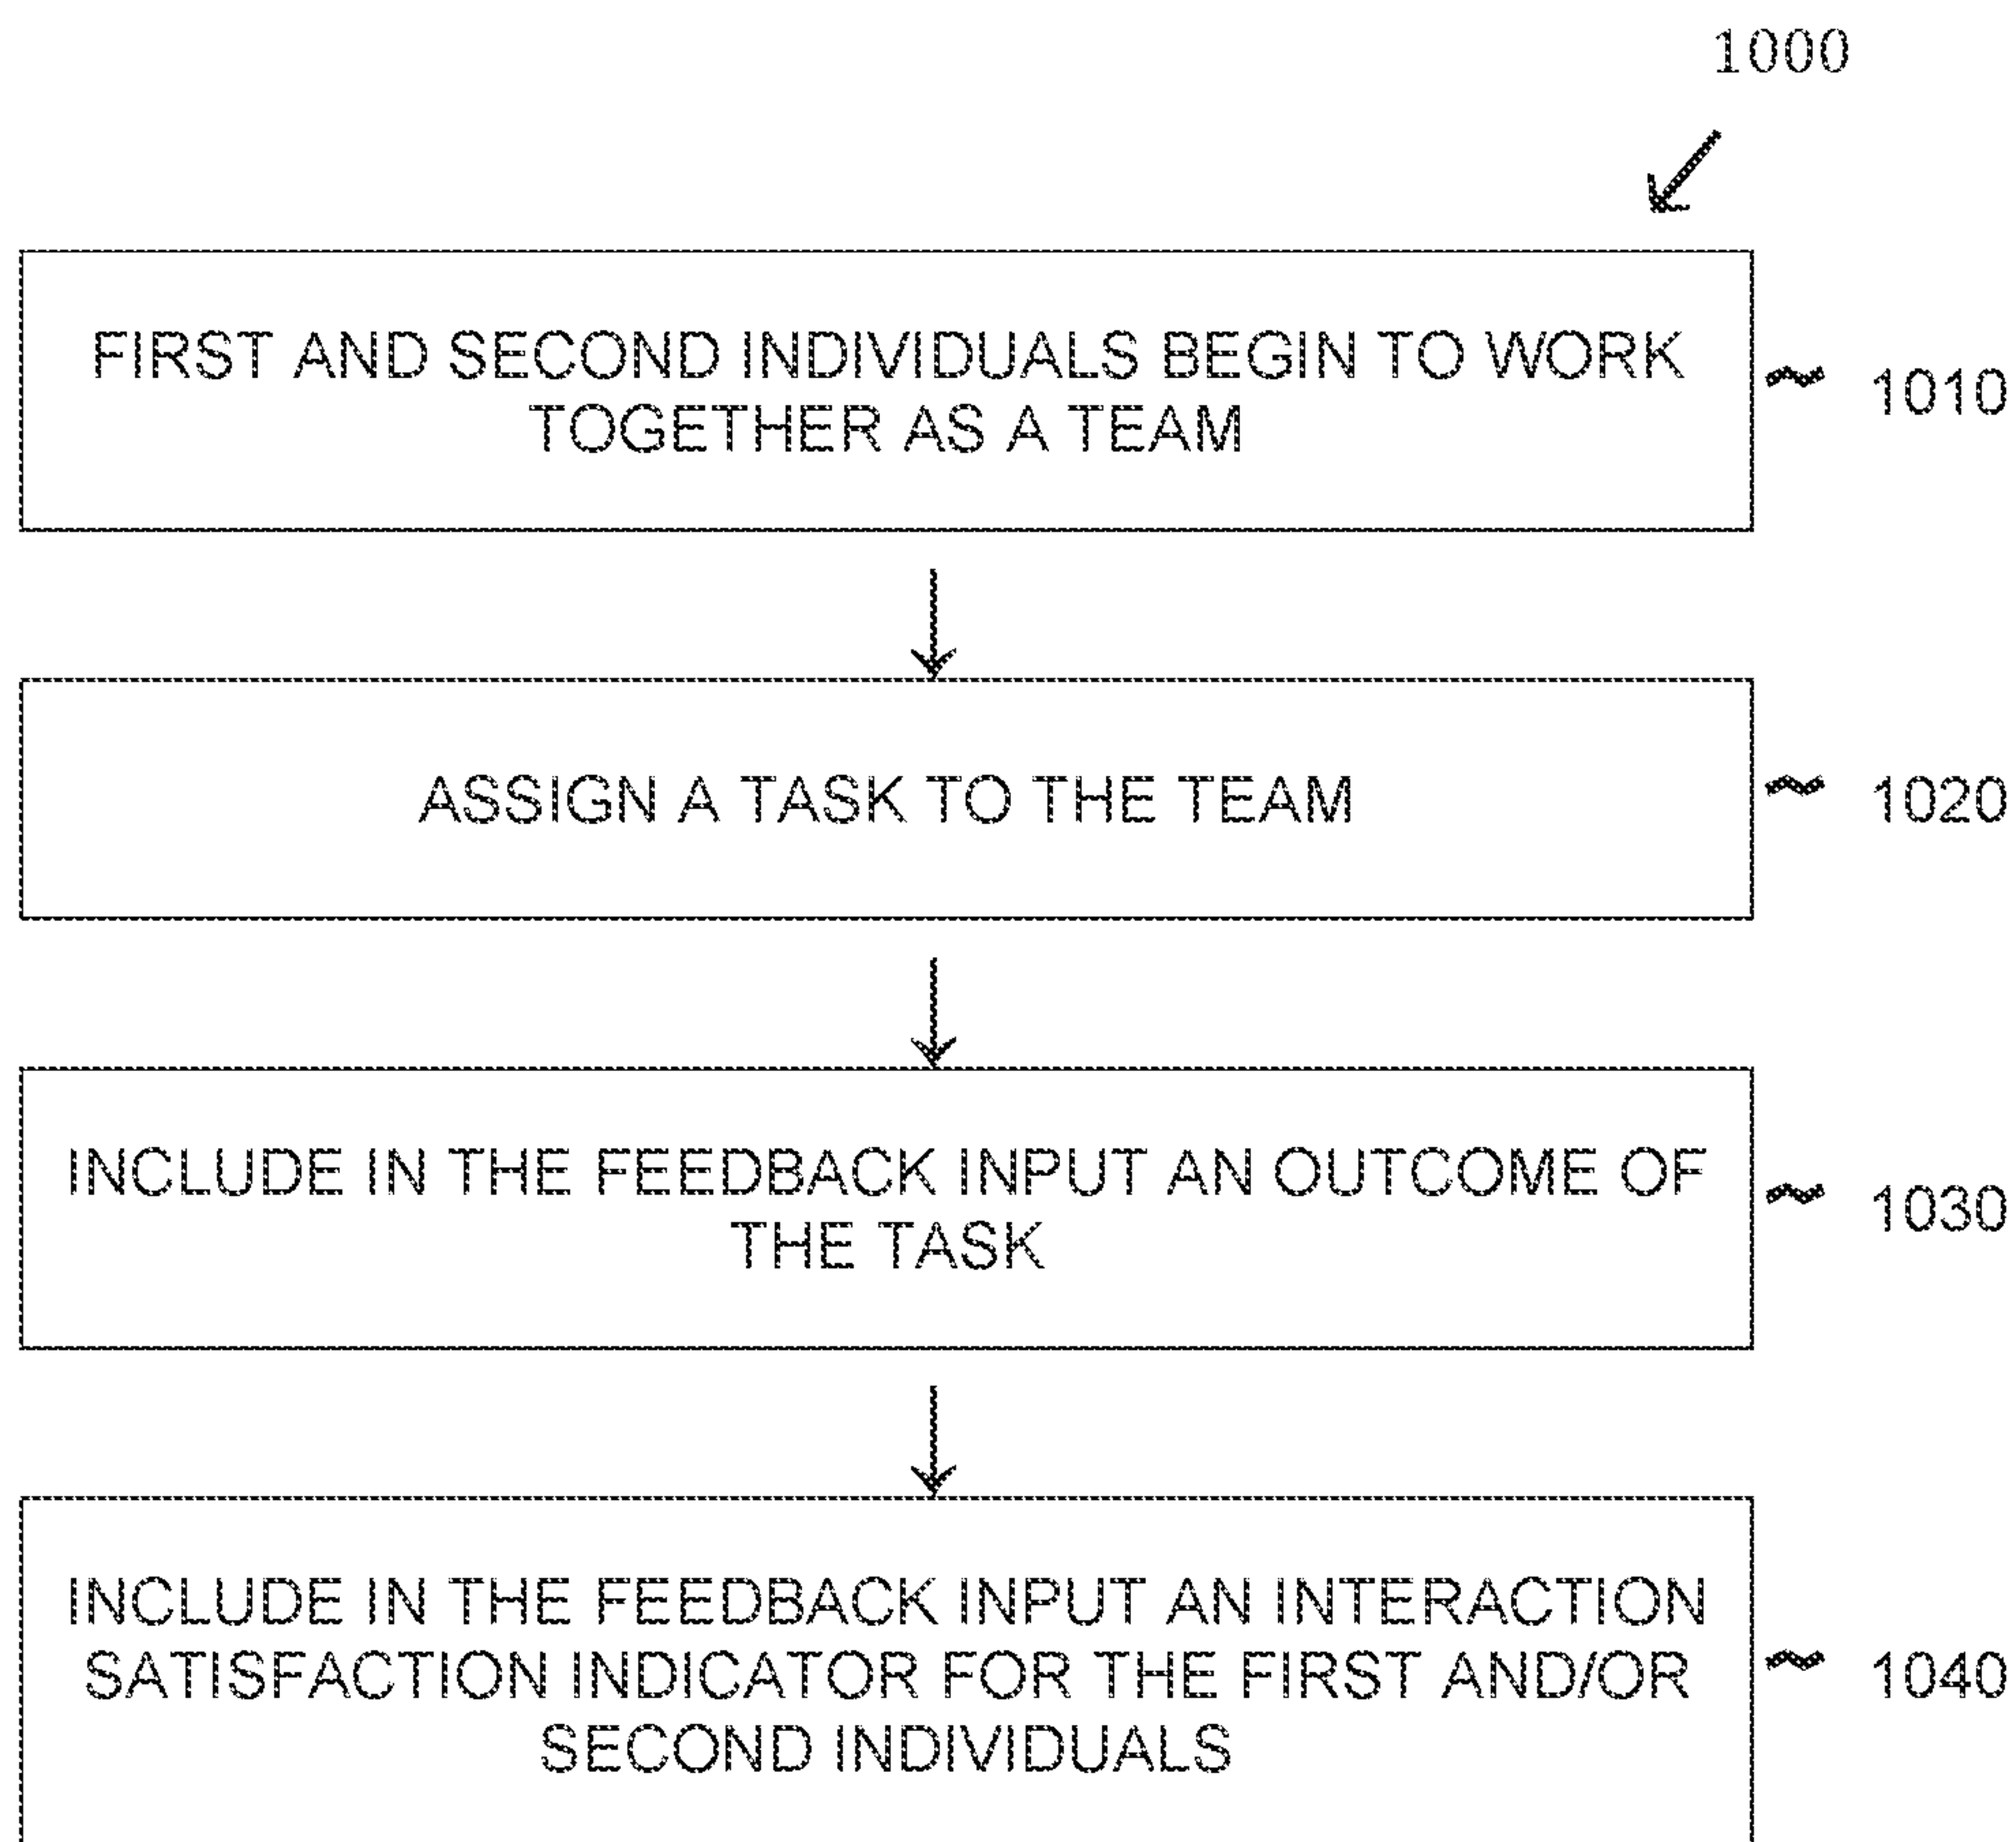 1000
FIRST AND SECOND INDIVIDUALS BEGIN TO WORK
TOGETHER AS A TEAM
1010
ASSIGN A TASK TO THE TEAM
1020
INCLUDE IN THE FEEDBACK INPUT AN OUTCOME OF
THE TASK
1030
INCLUDE IN THE FEEDBACK INPUT AN INTERACTION
SATISFACTION INDICATOR FOR THE FIRST AND/OR
SECOND INDIVIDUALS
1040